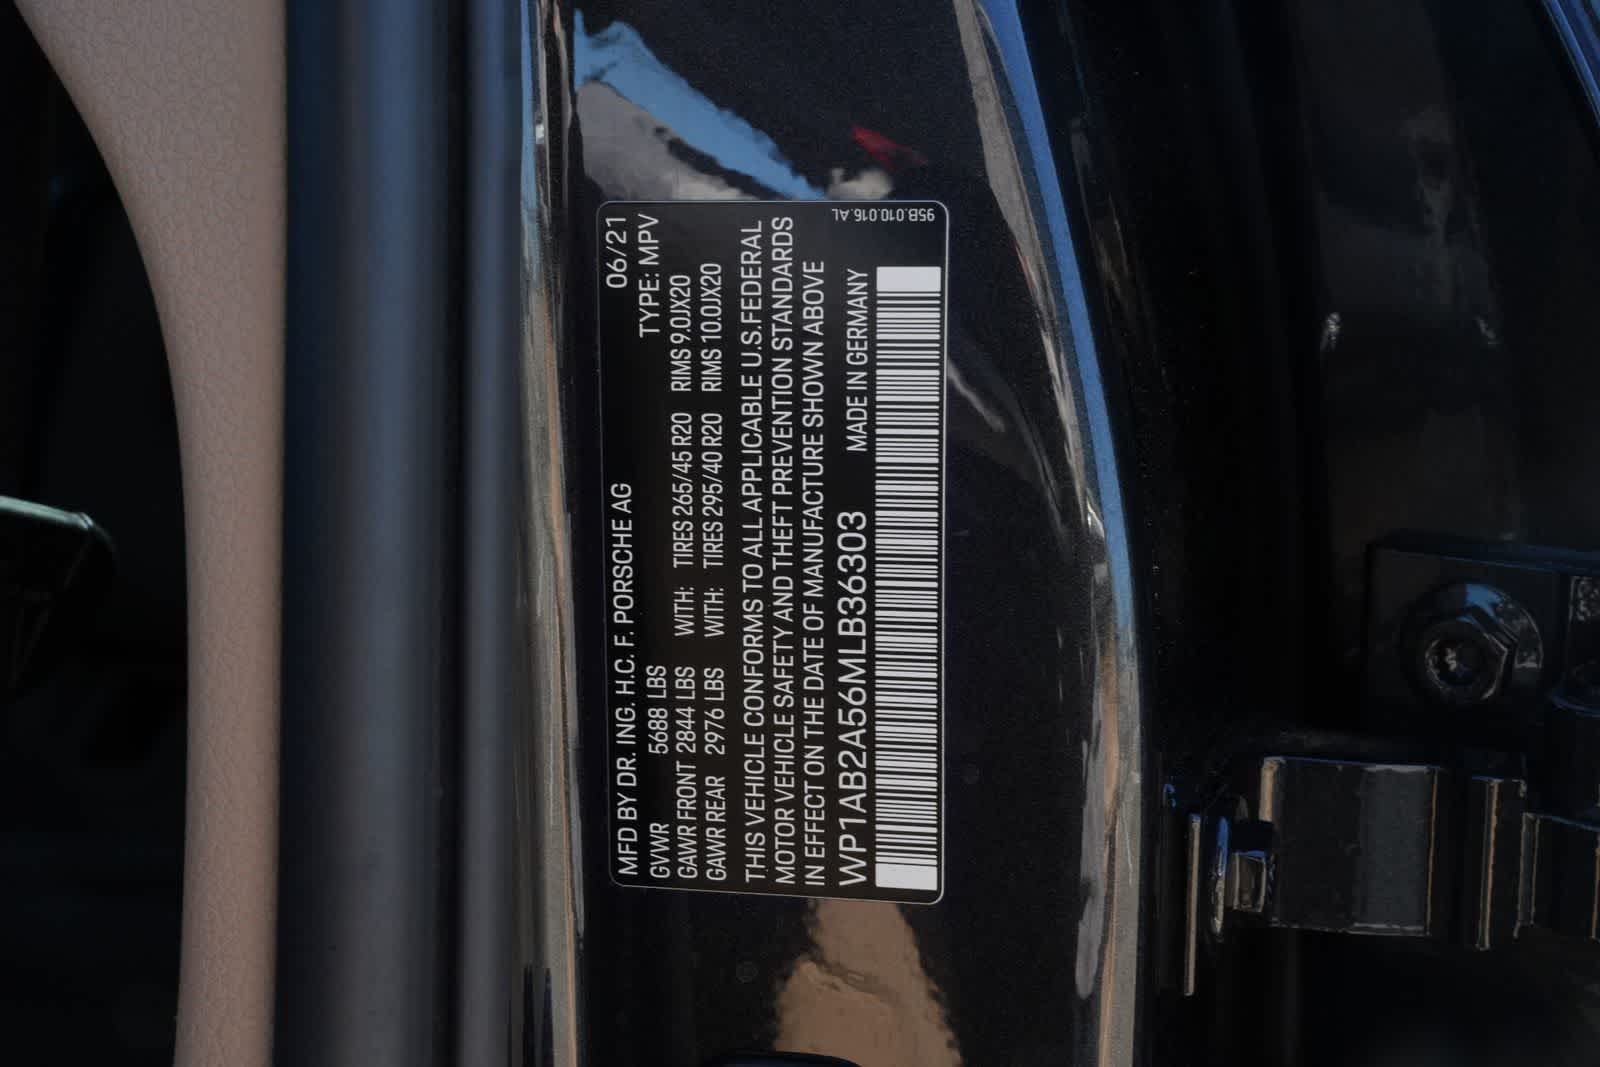 MFD BY DR. ING. H.C. F. PORSCHE AG 06/21
GVWR 5688 LBS TYPE: MPV
GAWR FRONT 2844 LBS WITH: TIRES 265/45 R20 RIMS 9.0JX20
GAWR REAR 2976 LBS WITH: TIRES 295/40 R20 RIMS 10.0JX20
THIS VEHICLE CONFORMS TO ALL APPLICABLE U.S. FEDERAL
MOTOR VEHICLE SAFETY AND THEFT PREVENTION STANDARDS
IN EFFECT ON THE DATE OF MANUFACTURE SHOWN ABOVE
WP1AB2A56MLB36303 MADE IN GERMANY
95B.010.016.AL